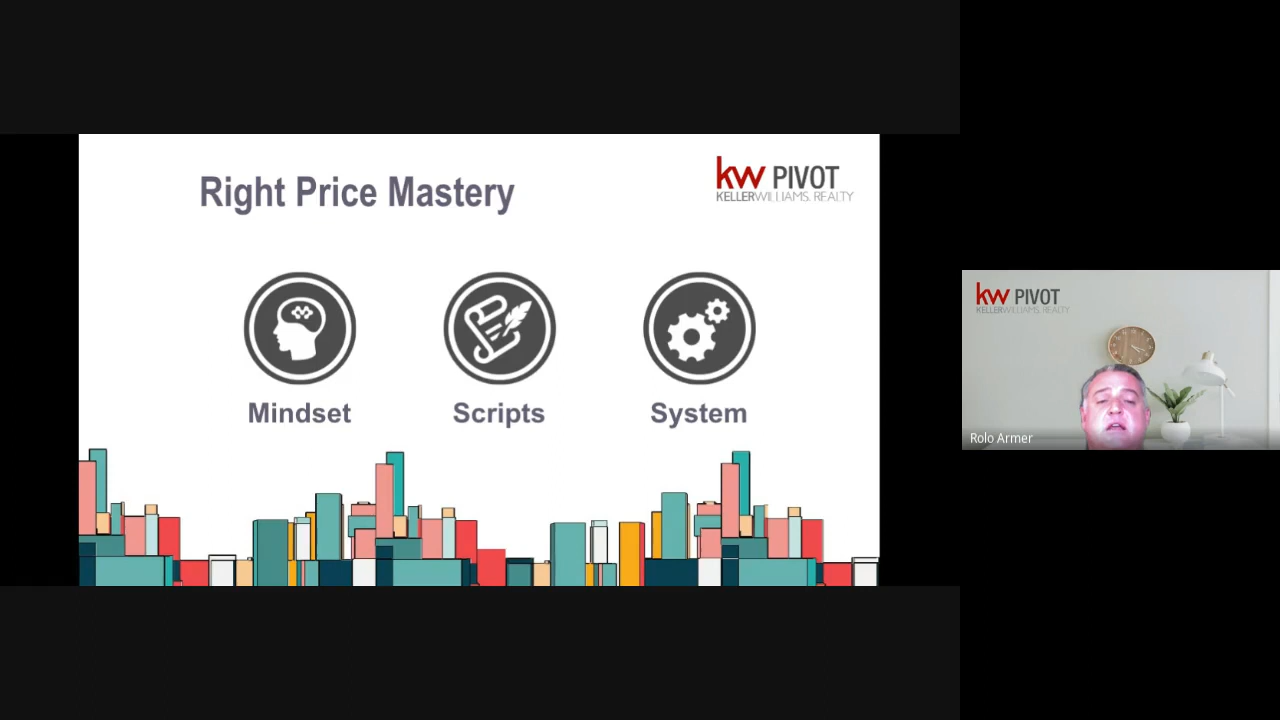 Right Price Mastery
kw PIVOT
KELLERWILLIAMS. REALTY
Mindset
Scripts
System
kw PIVOT
KELLERWILLIAMS. REALTY
Rolo Armer